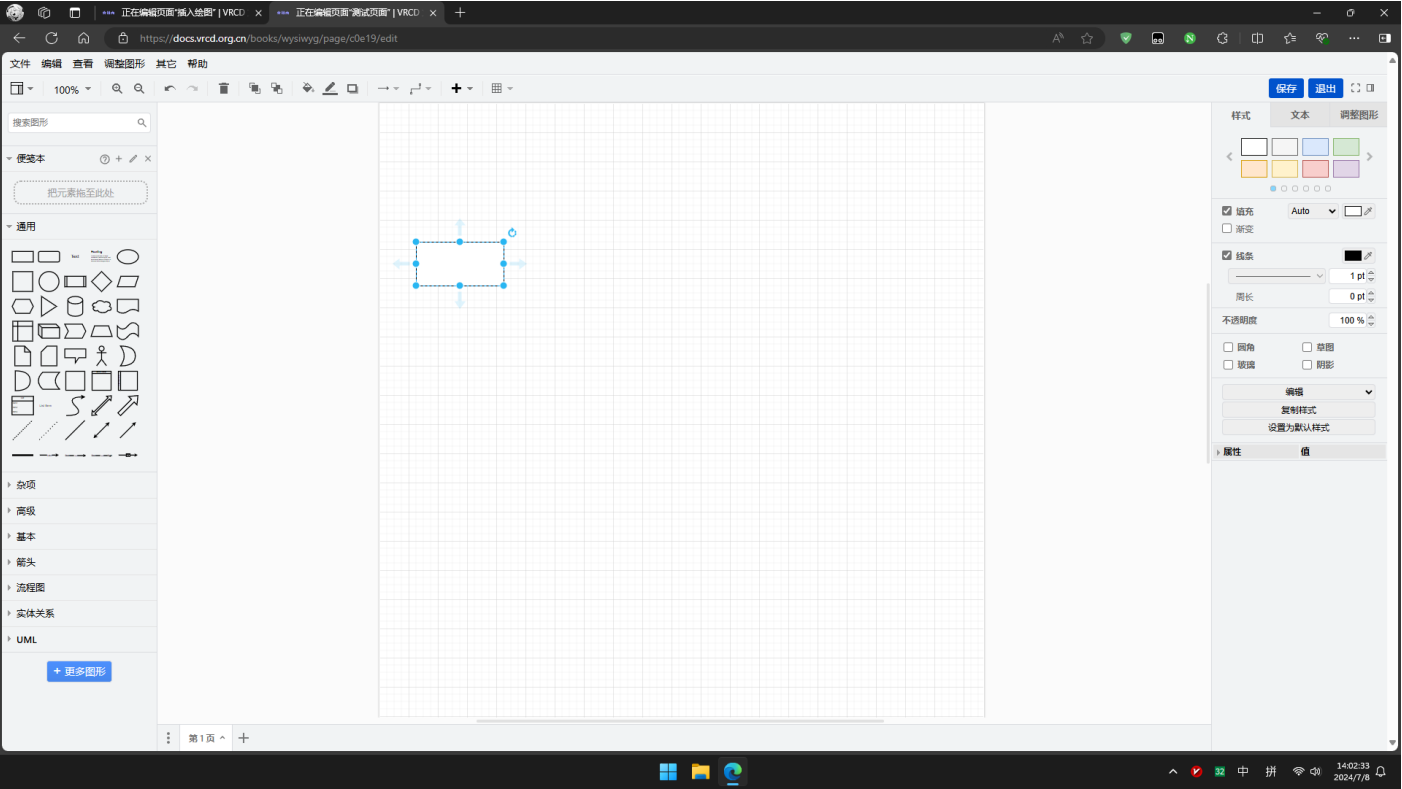 正在编辑页面“插入绘图” | VRCD
正在编辑页面“测试页面” | VRCD
https://docs.vrcd.org.cn/books/wysiwyg/page/c0e19/edit
文件 编辑 查看 调整图形 其它 帮助
100%
保存 退出
搜索图形
样式 文本 调整图形
便笺本
把元素拖至此处
通用
Text
Heading
填充 Auto
渐变
线条
1 pt
周长 0 pt
不透明度 100 %
圆角 草图
玻璃 阴影
编辑
复制样式
设置为默认样式
属性 值
杂项
高级
基本
箭头
流程图
实体关系
UML
+ 更多图形
第 1 页
32 中 拼
14:02:33
2024/7/8